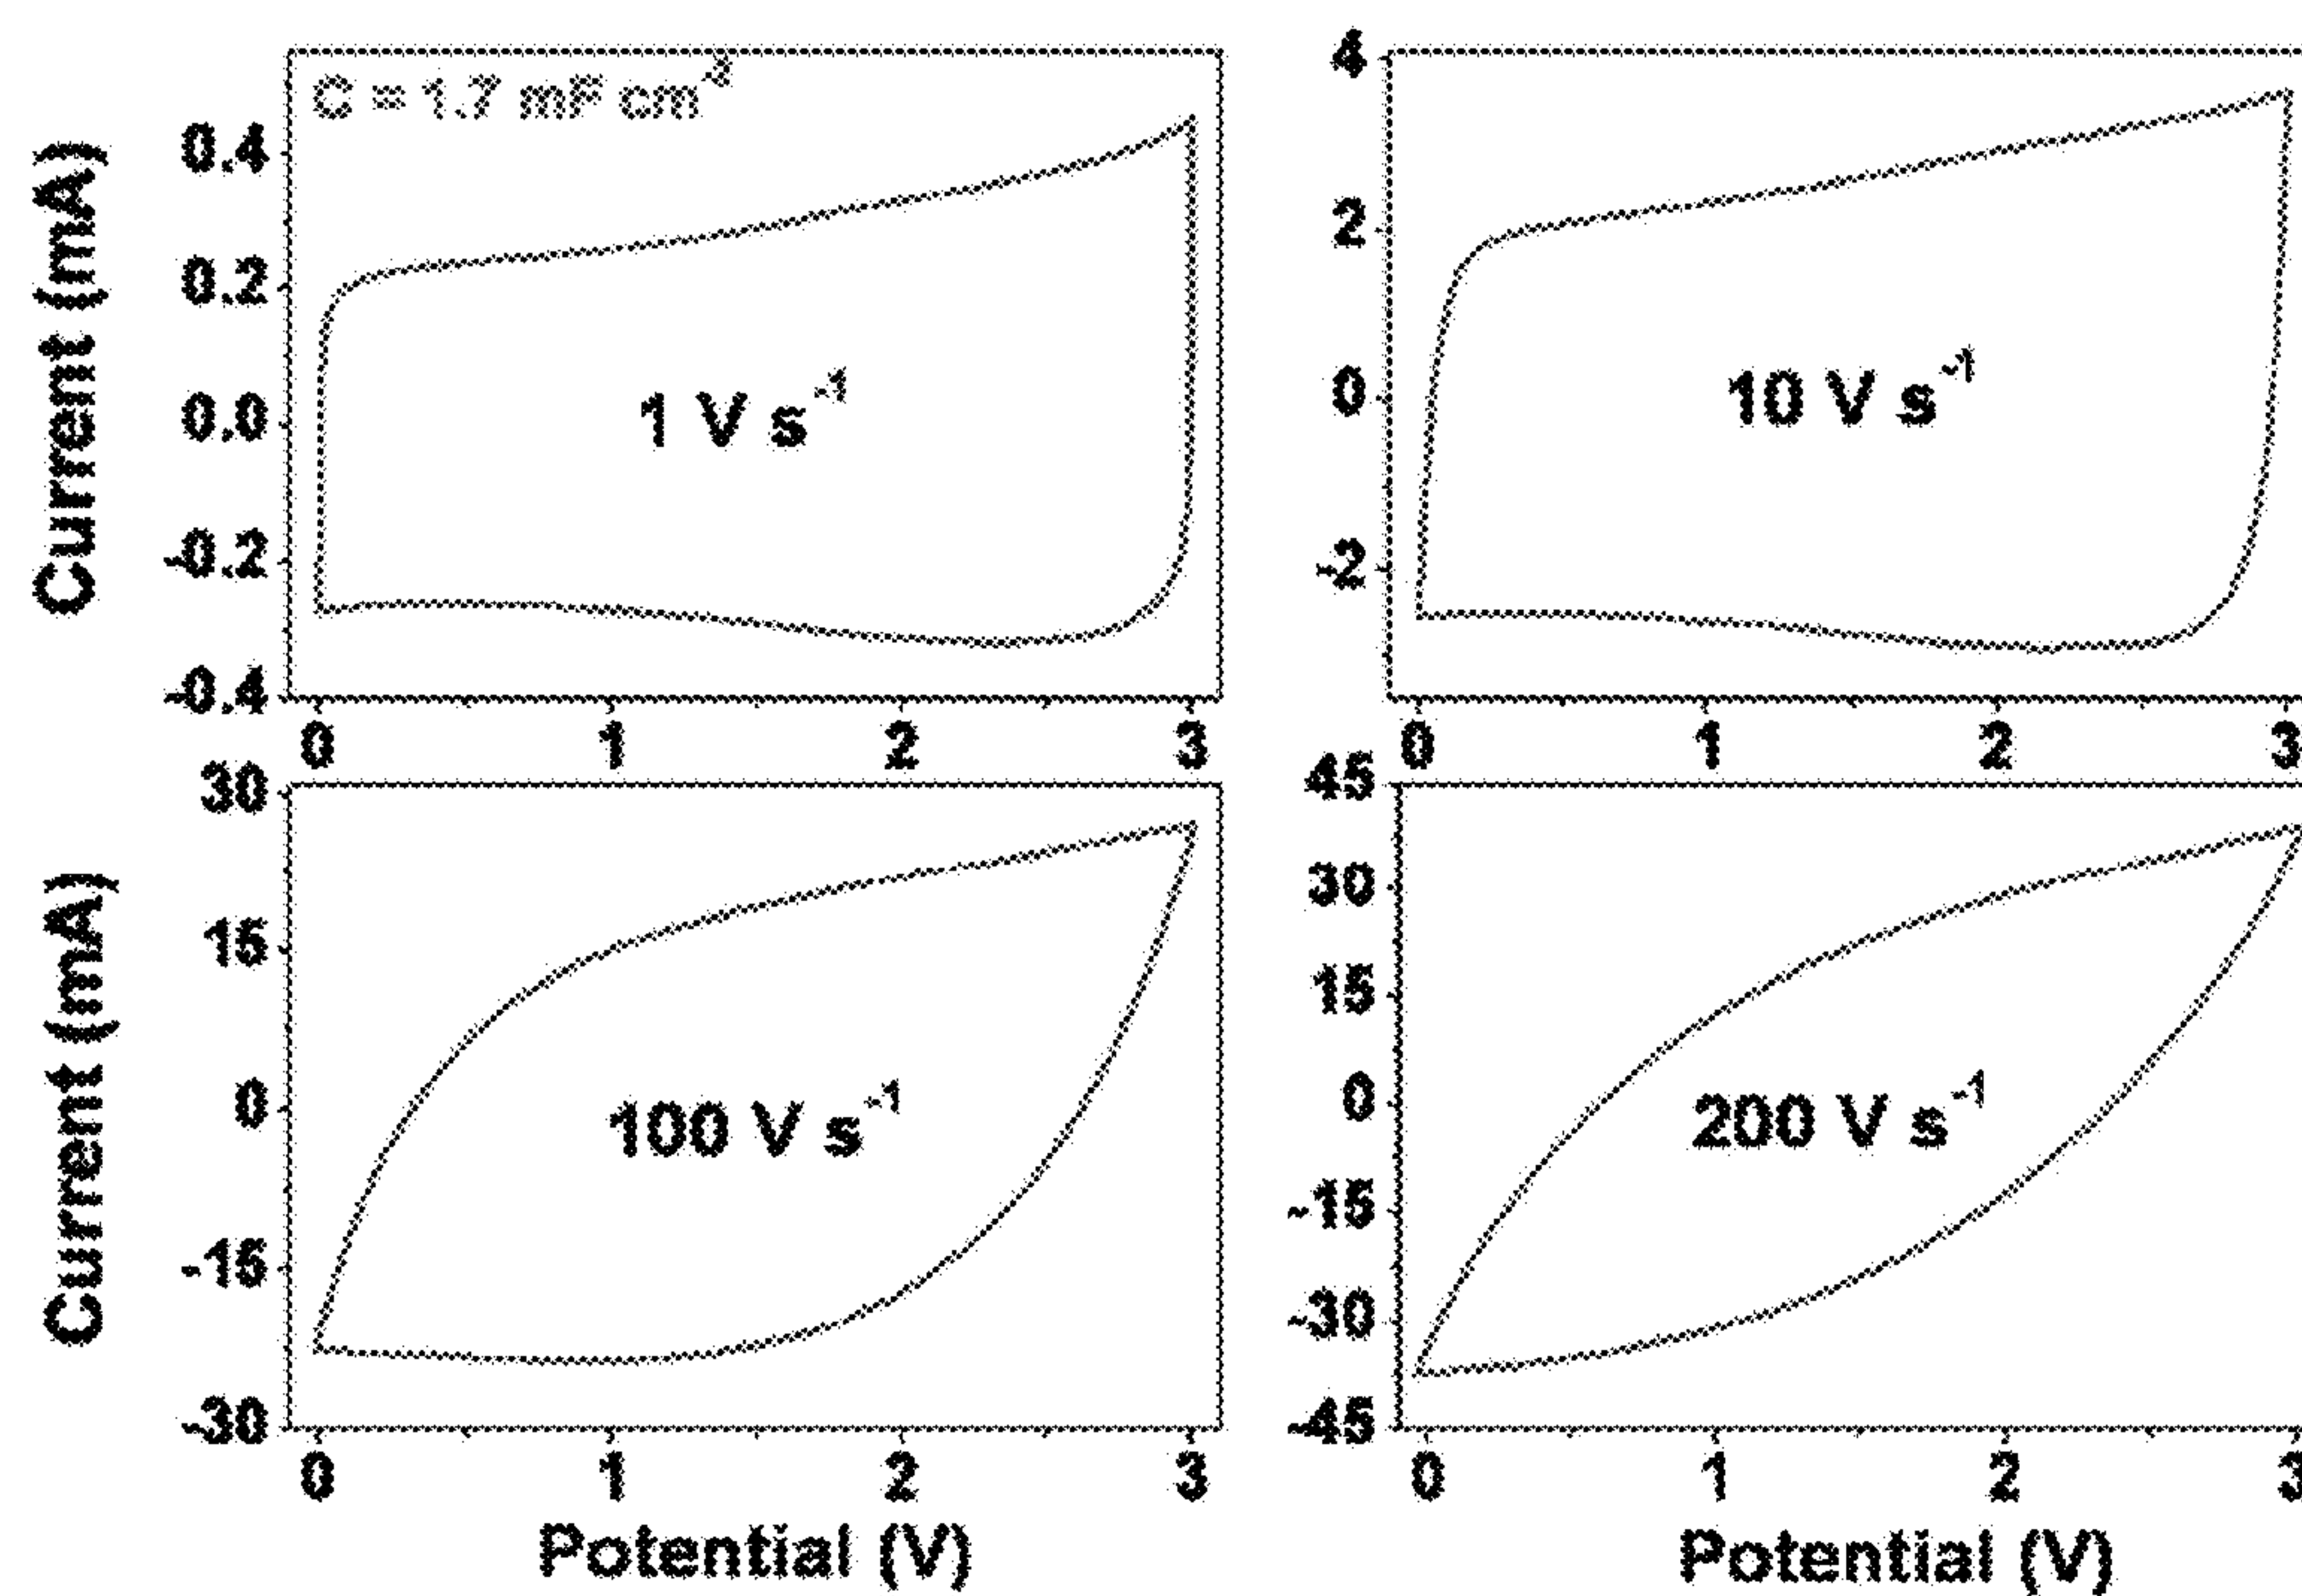 C = 1.7 mF cm
Current (mA)
0.4
0.2
0.0
-0.2
-0.4
1 V s⁻¹
0 1 2 3
4
2
0
-2
10 V s⁻¹
0 1 2 3
Current (mA)
30
15
0
-15
-30
100 V s⁻¹
0 1 2 3
Potential (V)
45
30
15
0
-15
-30
-45
200 V s⁻¹
0 1 2 3
Potential (V)